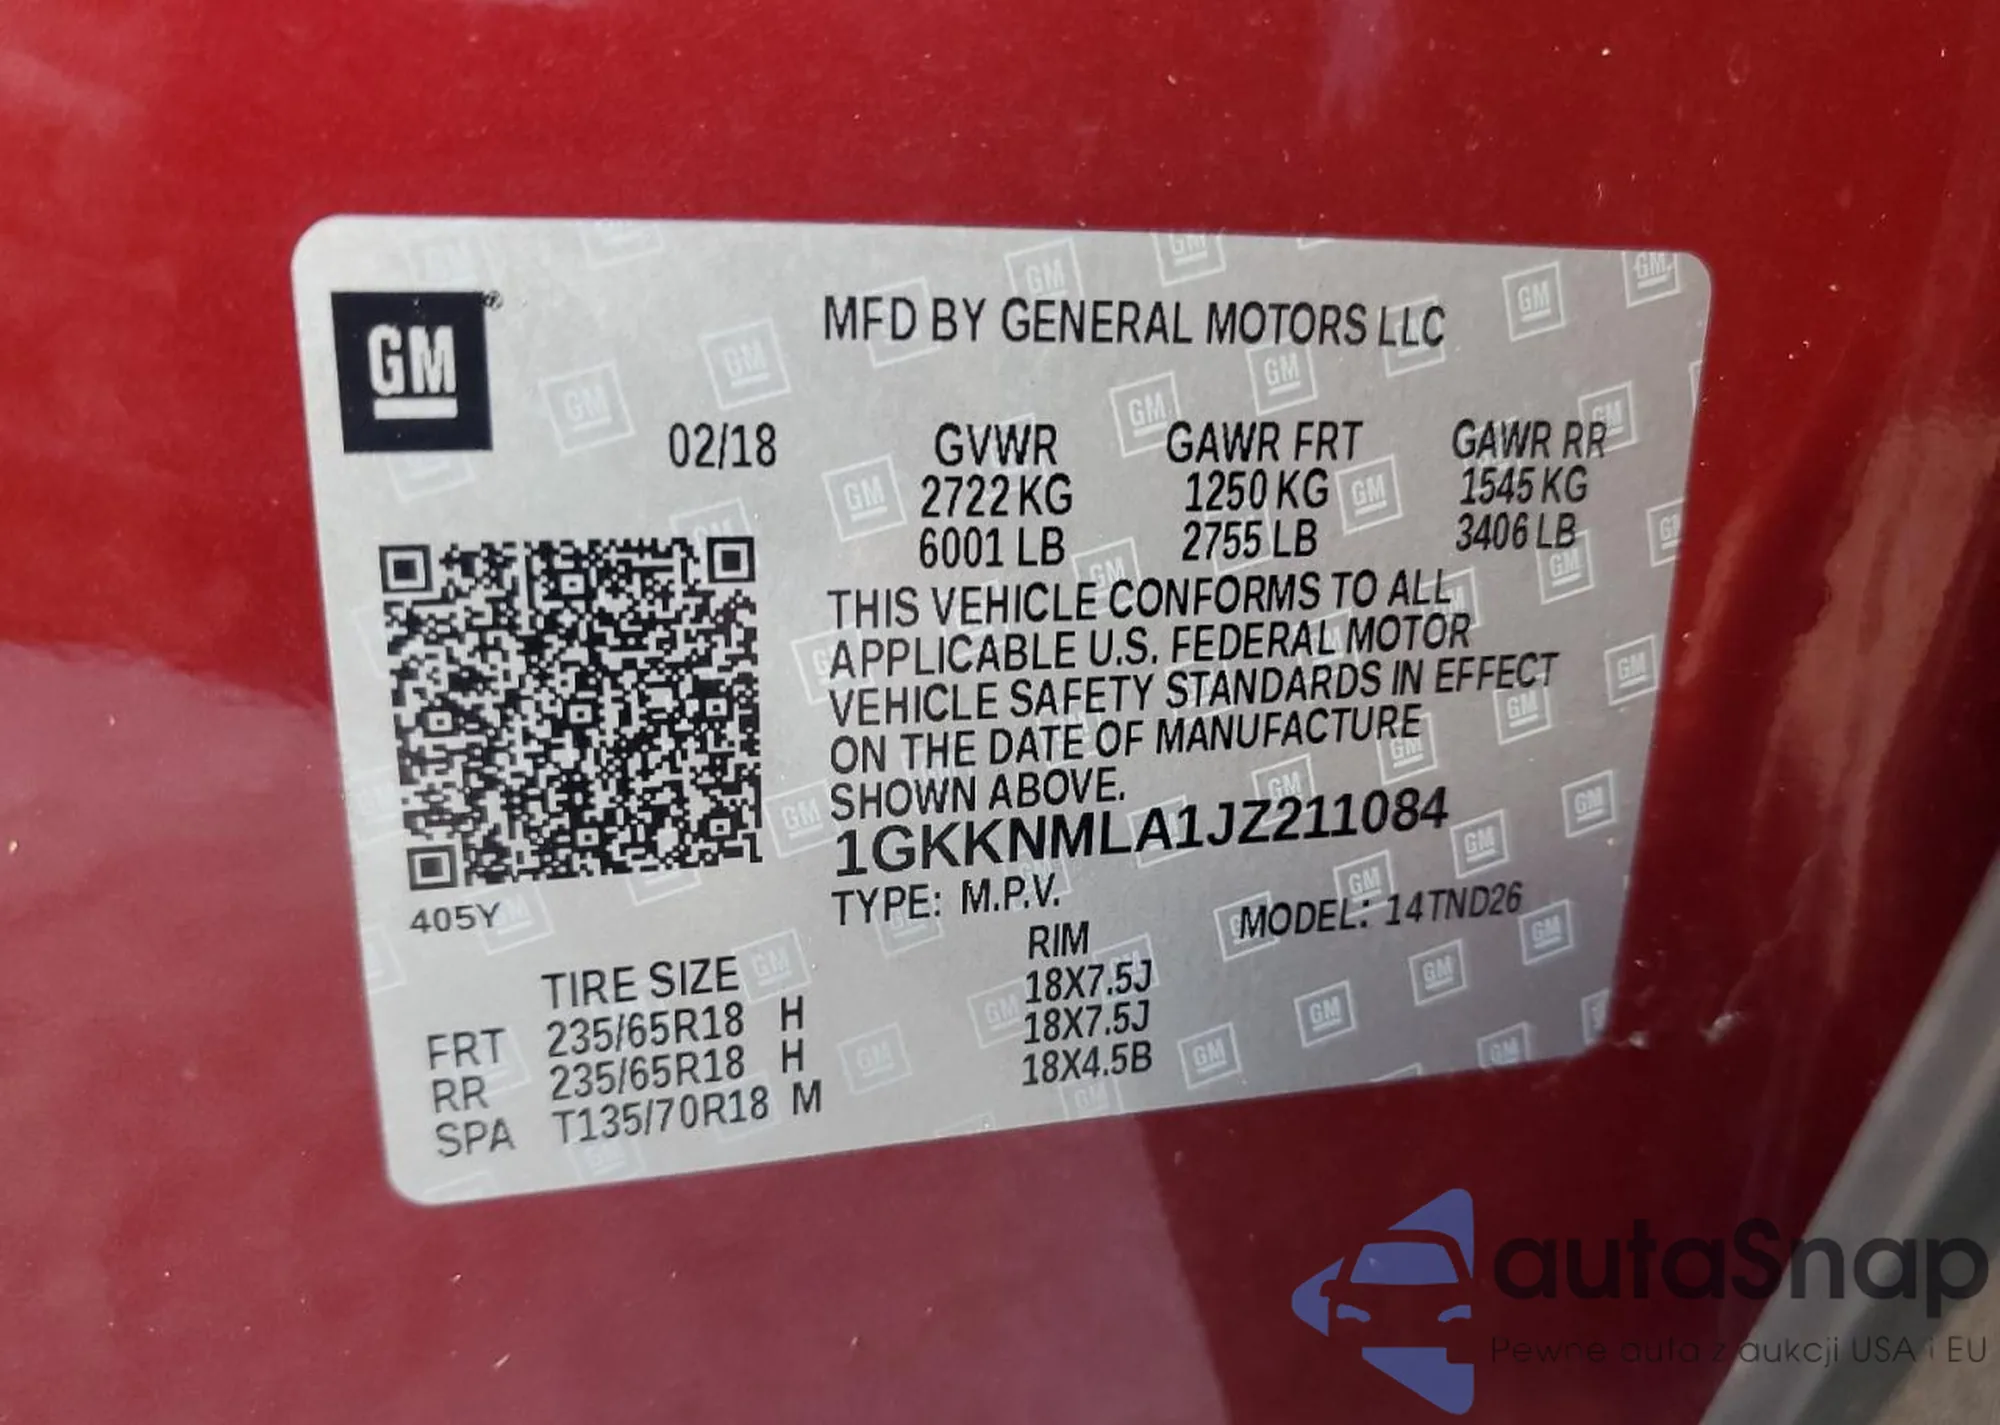 GM®
MFD BY GENERAL MOTORS LLC
02/18 GVWR GAWR FRT GAWR RR
2722 KG 1250 KG 1545 KG
6001 LB 2755 LB 3406 LB
THIS VEHICLE CONFORMS TO ALL
APPLICABLE U.S. FEDERAL MOTOR
VEHICLE SAFETY STANDARDS IN EFFECT
ON THE DATE OF MANUFACTURE
SHOWN ABOVE.
1GKKNMLA1JZ211084
TYPE: M.P.V. MODEL: 14TND26
405Y
TIRE SIZE RIM
FRT 235/65R18 H 18X7.5J
RR 235/65R18 H 18X7.5J
SPA T135/70R18 M 18X4.5B
autaSnap
Pewne auta z aukcji USA i EU